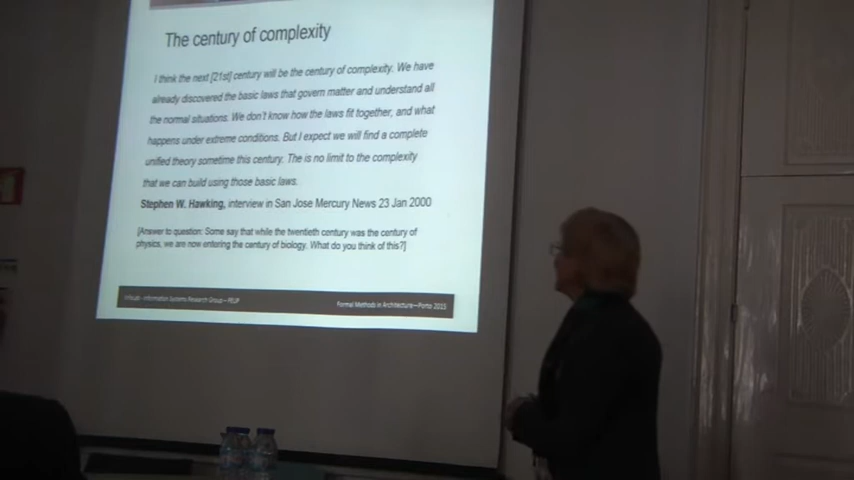 The century of complexity
I think the next [21st] century will be the century of complexity. We have
already discovered the basic laws that govern matter and understand all
the normal situations. We don't know how the laws fit together, and what
happens under extreme conditions. But I expect we will find a complete
unified theory sometime this century. The is no limit to the complexity
that we can build using those basic laws.
Stephen W. Hawking, interview in San Jose Mercury News 23 Jan 2000
[Answer to question: Some say that while the twentieth century was the century of
physics, we are now entering the century of biology. What do you think of this?]
Information Systems Research Group—FEUP
Formal Methods in Architecture—Porto 2015